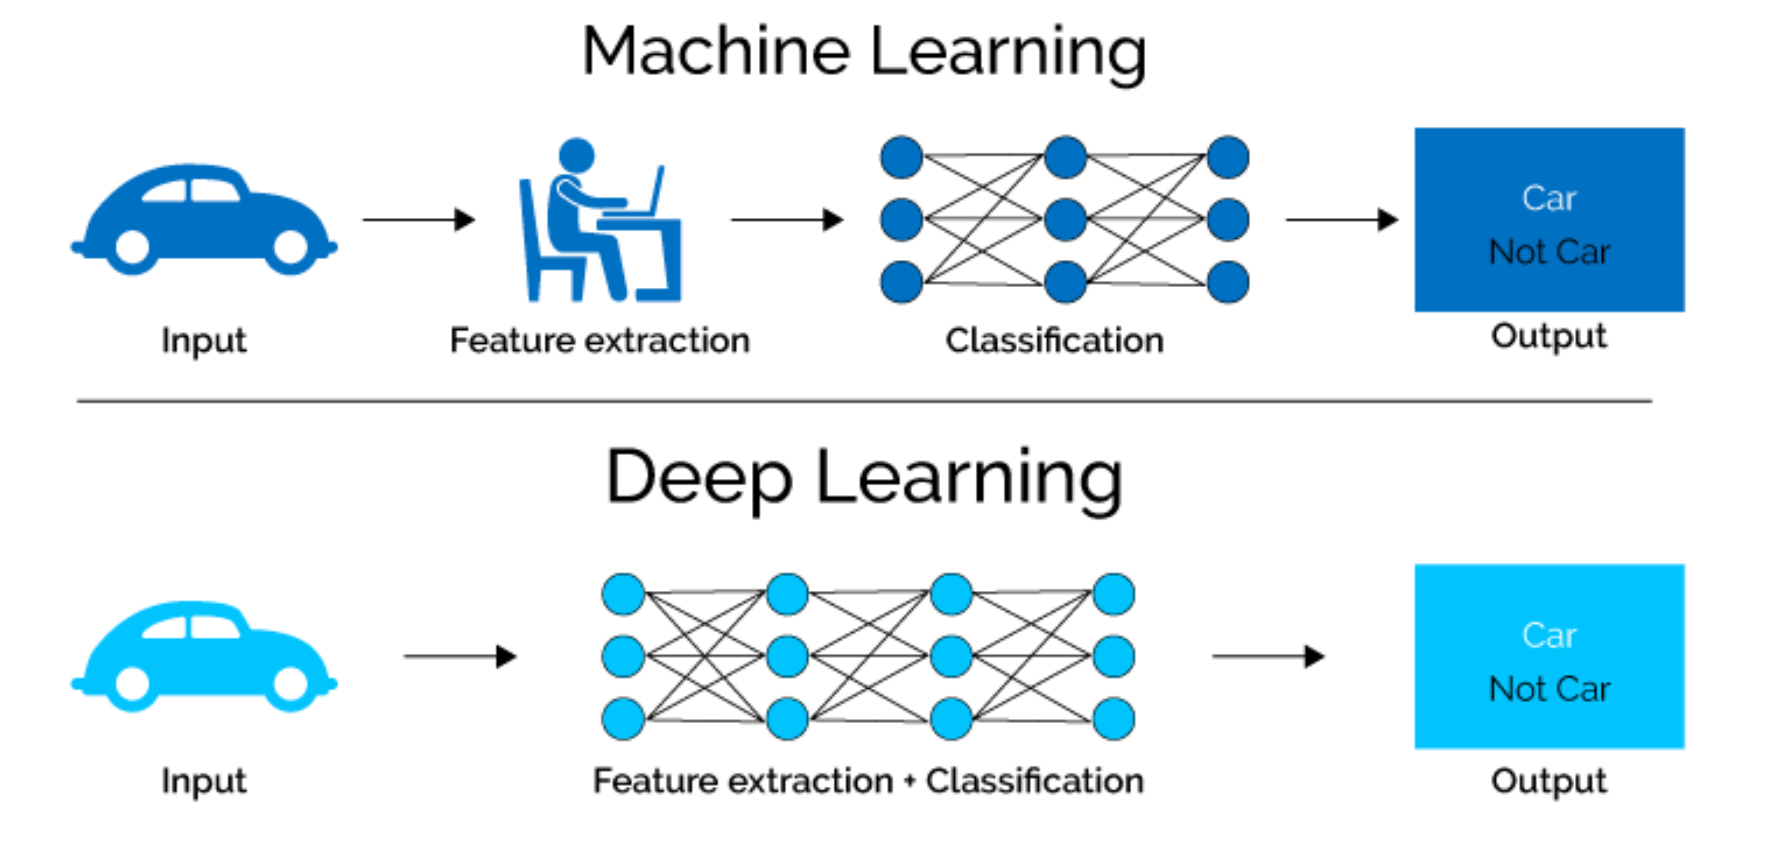 Machine Learning
Car
Not Car
Input
Feature extraction
Classification
Output
Deep Learning
Car
Not Car
Input
Feature extraction + Classification
Output